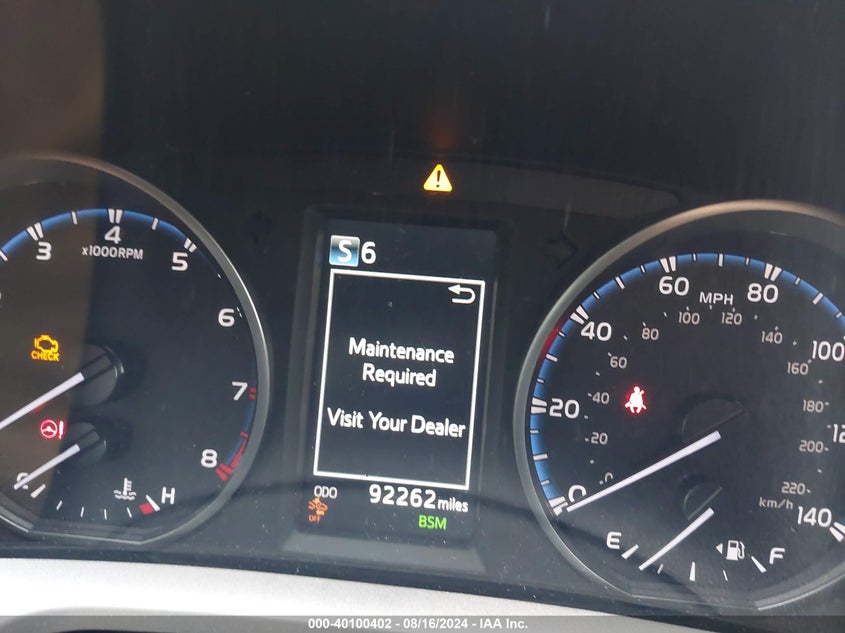 3
4
5
x1000RPM
6
7
8
CHECK
C
H
S 6
Maintenance
Required
Visit Your Dealer
ODO
92262 miles
OFF
BSM
0
20
40
60
80
100
140
MPH
0
20
40
60
80
100
120
140
160
180
200
220
km/h
E
F
000-40100402 - 08/16/2024 - IAA Inc.